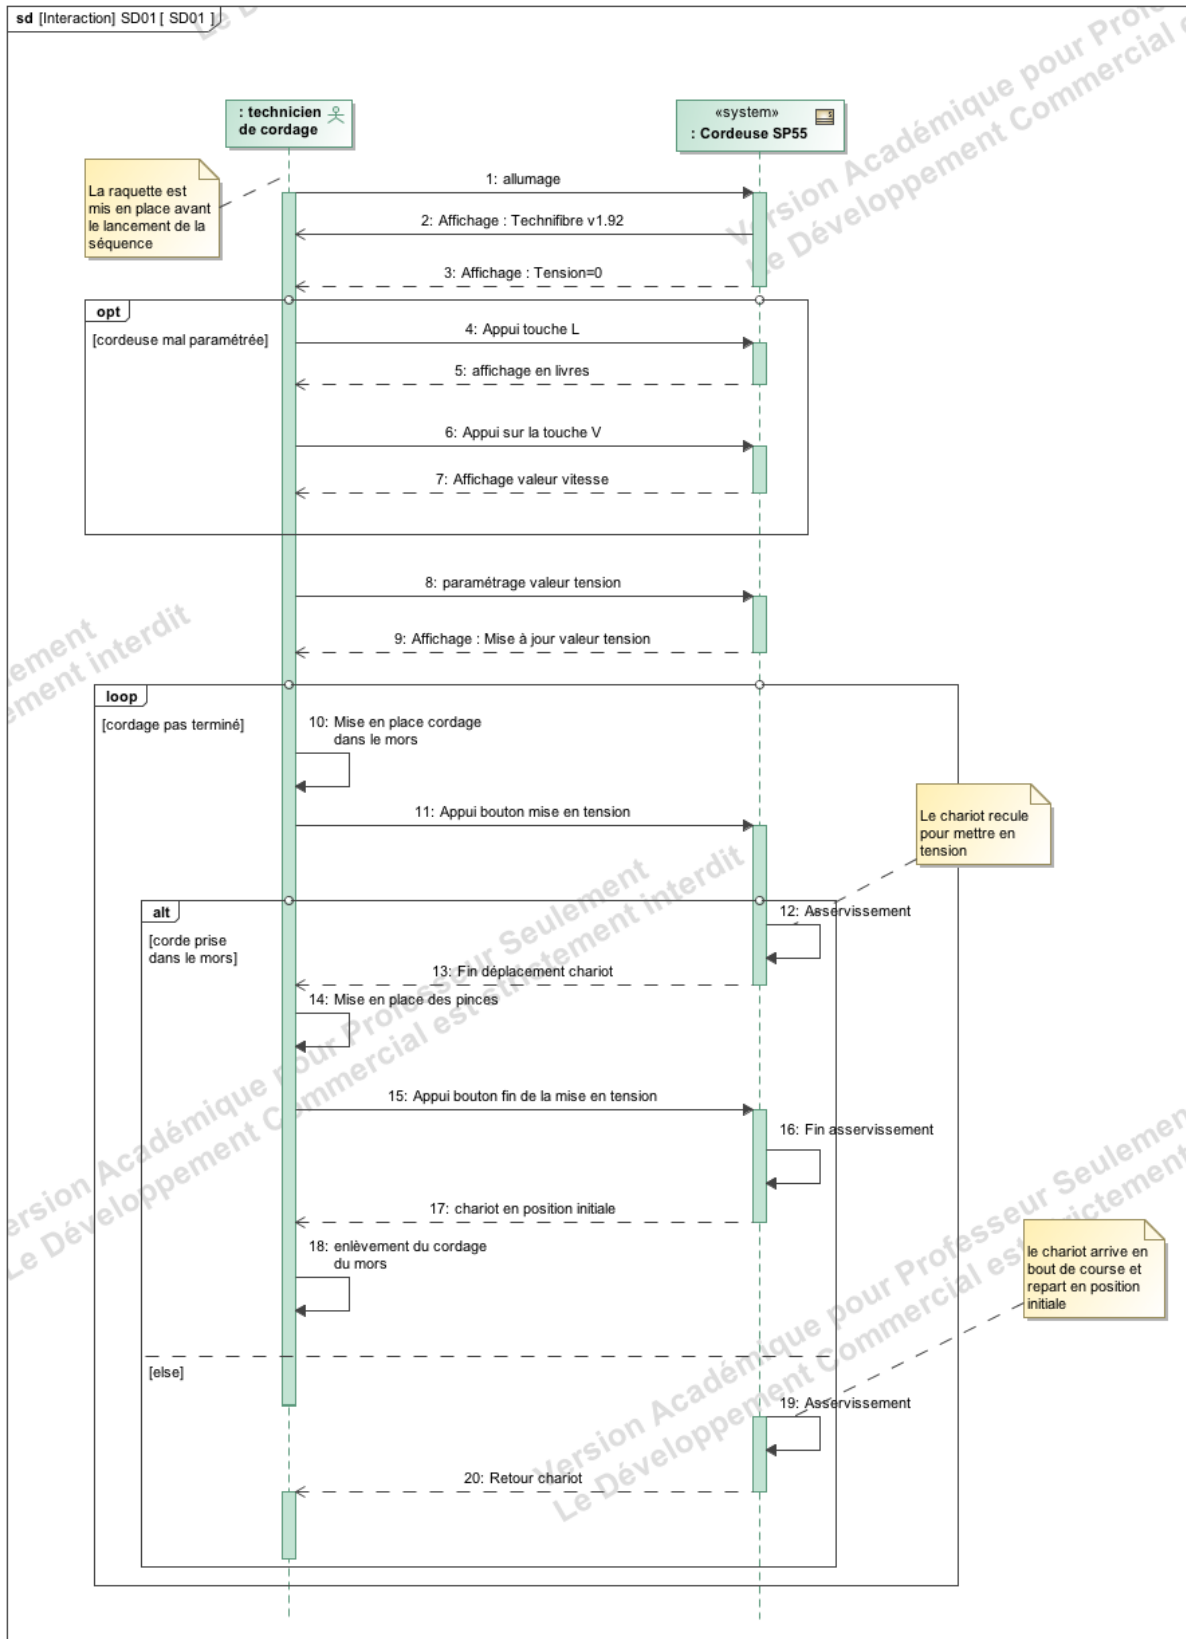 sd [Interaction] SD01 [ SD01 ]
: technicien
de cordage
«system»
: Cordeuse SP55
La raquette est
mis en place avant
le lancement de la
séquence
1: allumage
2: Affichage : Technifibre v1.92
3: Affichage : Tension=0
opt
[cordeuse mal paramétrée]
4: Appui touche L
5: affichage en livres
6: Appui sur la touche V
7: Affichage valeur vitesse
8: paramétrage valeur tension
9: Affichage : Mise à jour valeur tension
loop
[cordage pas terminé]
10: Mise en place cordage
dans le mors
11: Appui bouton mise en tension
Le chariot recule
pour mettre en
tension
alt
[corde prise
dans le mors]
12: Asservissement
13: Fin déplacement chariot
14: Mise en place des pinces
15: Appui bouton fin de la mise en tension
16: Fin asservissement
17: chariot en position initiale
18: enlèvement du cordage
du mors
le chariot arrive en
bout de course et
repart en position
initiale
[else]
19: Asservissement
20: Retour chariot
Version Académique pour Professeur Seulement
Le Développement Commercial est strictement interdit